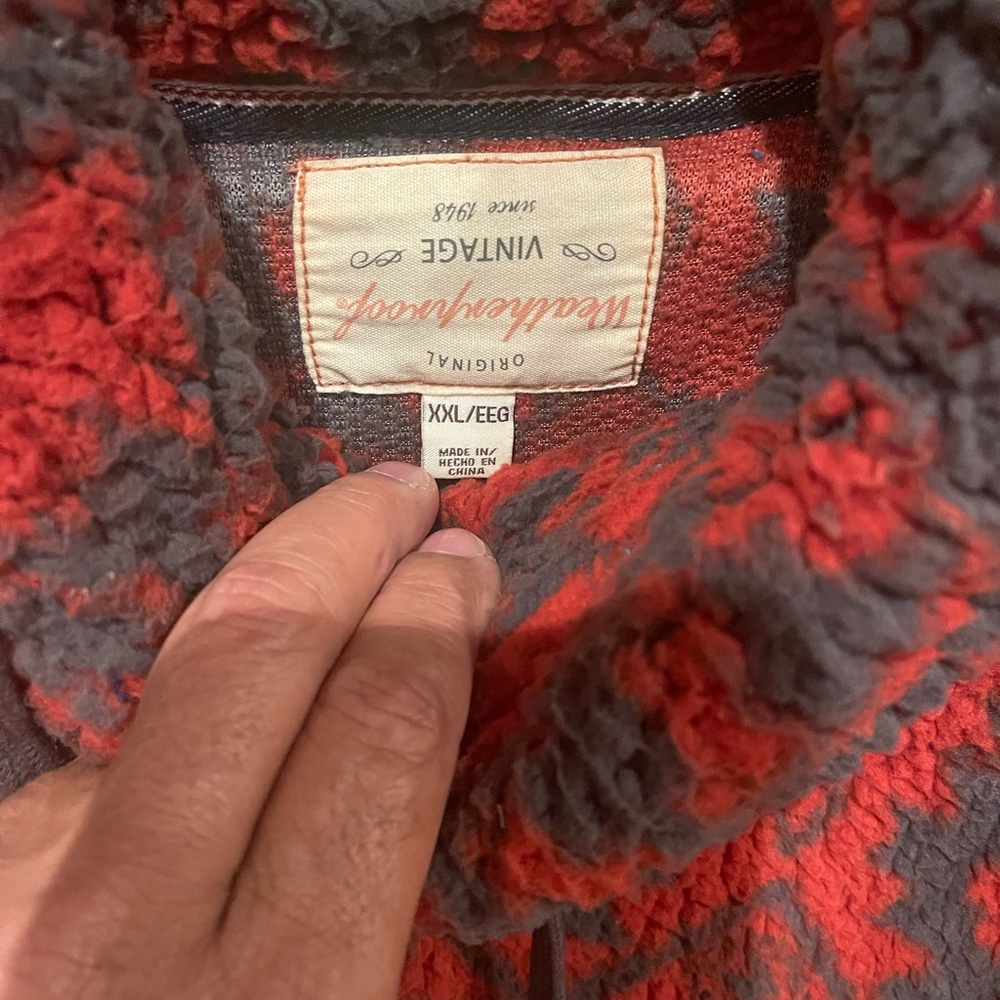 ORIGINAL
Weatherproof®
VINTAGE
since 1948
XXL/EEG
MADE IN/
HECHO EN
CHINA